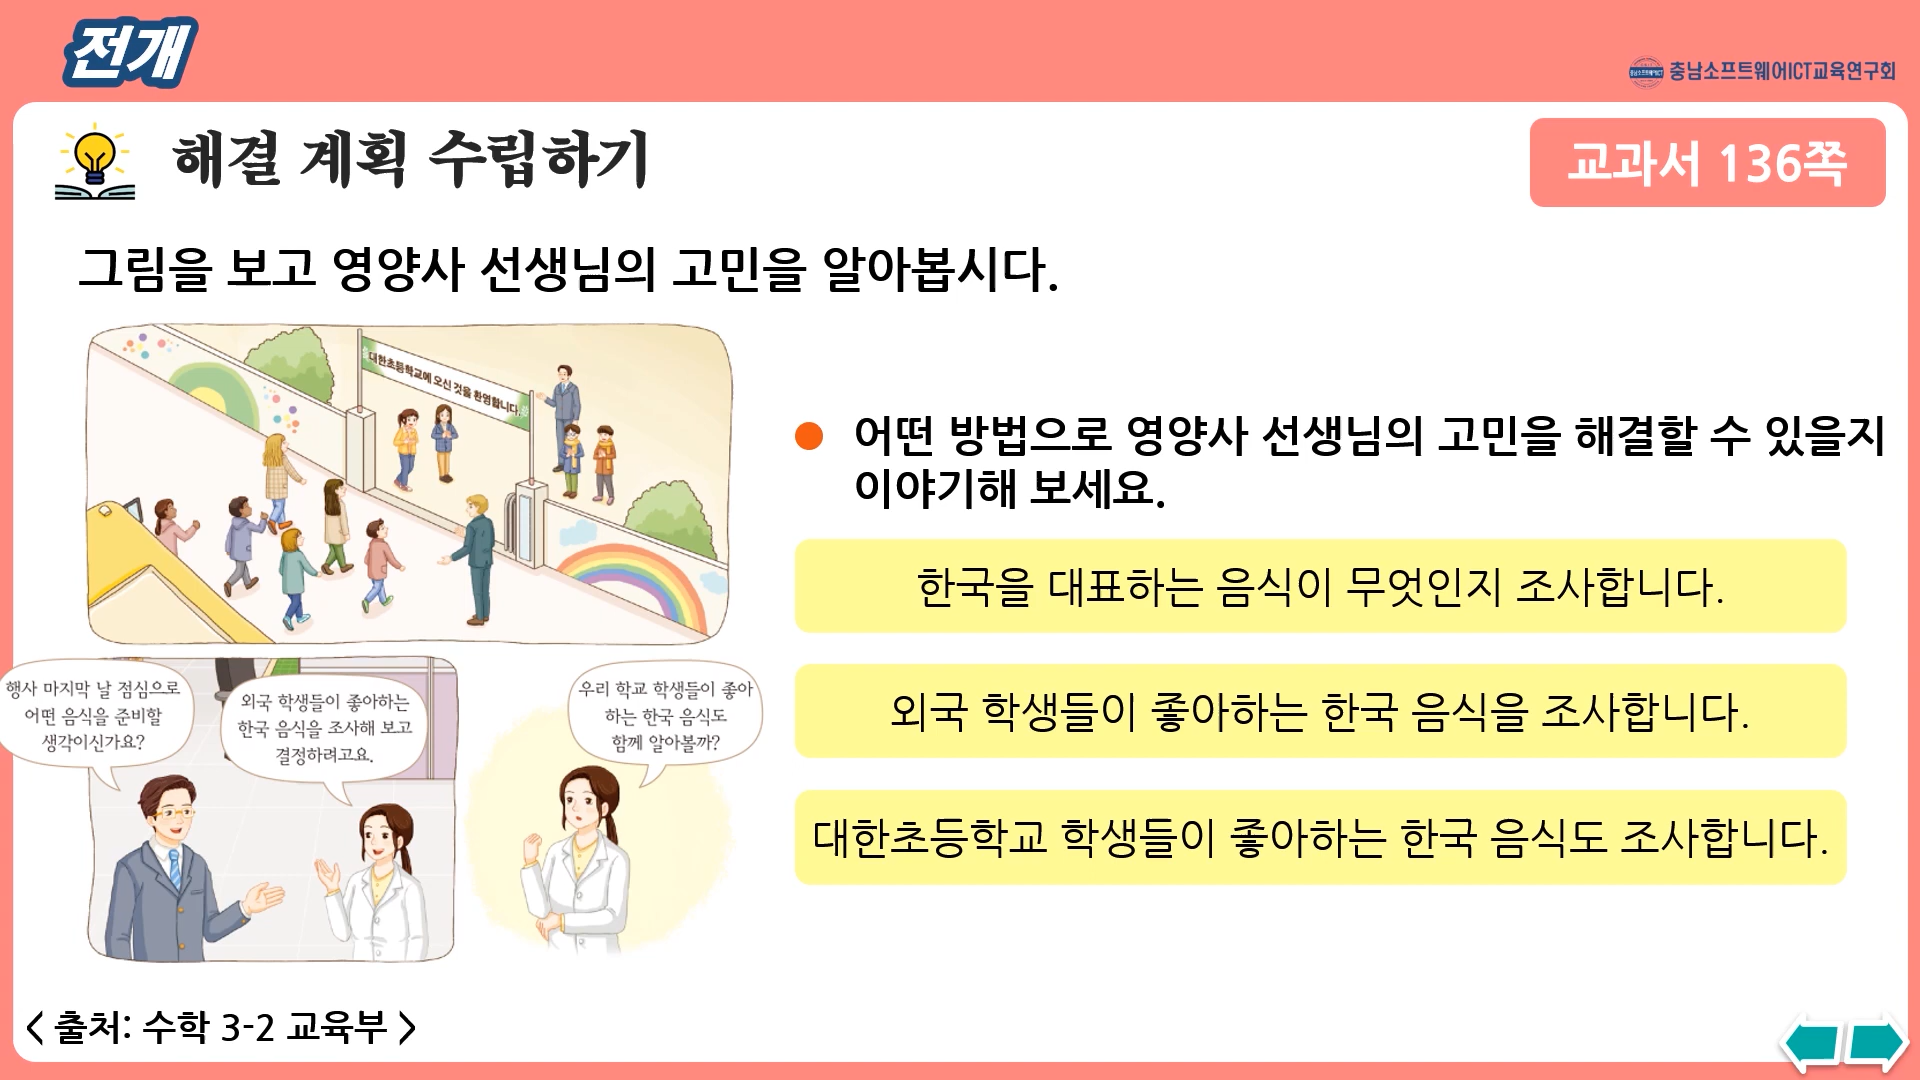 전개
충남소프트웨어ICT교육연구회
해결 계획 수립하기
교과서 136쪽
그림을 보고 영양사 선생님의 고민을 알아봅시다.
대한초등학교에 오신 것을 환영합니다.
어떤 방법으로 영양사 선생님의 고민을 해결할 수 있을지
이야기해 보세요.
한국을 대표하는 음식이 무엇인지 조사합니다.
외국 학생들이 좋아하는 한국 음식을 조사합니다.
대한초등학교 학생들이 좋아하는 한국 음식도 조사합니다.
행사 마지막 날 점심으로
어떤 음식을 준비할
생각이신가요?
외국 학생들이 좋아하는
한국 음식을 조사해 보고
결정하려고요.
우리 학교 학생들이 좋아
하는 한국 음식도
함께 알아볼까?
< 출처: 수학 3-2 교육부 >